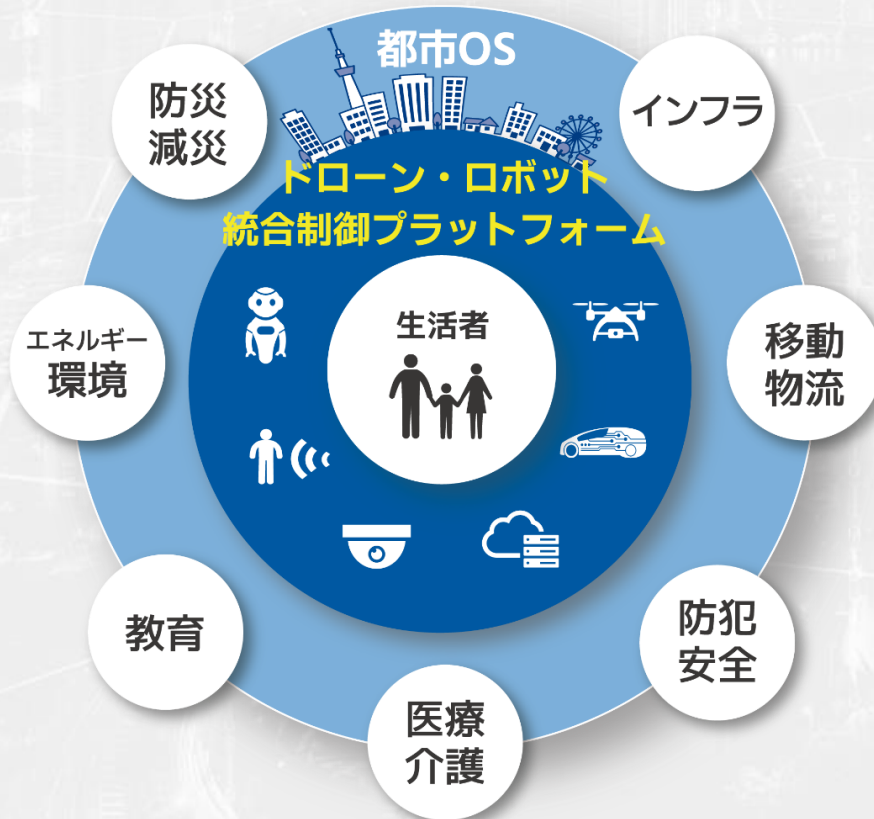 都市OS
防災
減災
インフラ
ドローン・ロボット
統合制御プラットフォーム
生活者
エネルギー
環境
移動
物流
教育
防犯
安全
医療
介護